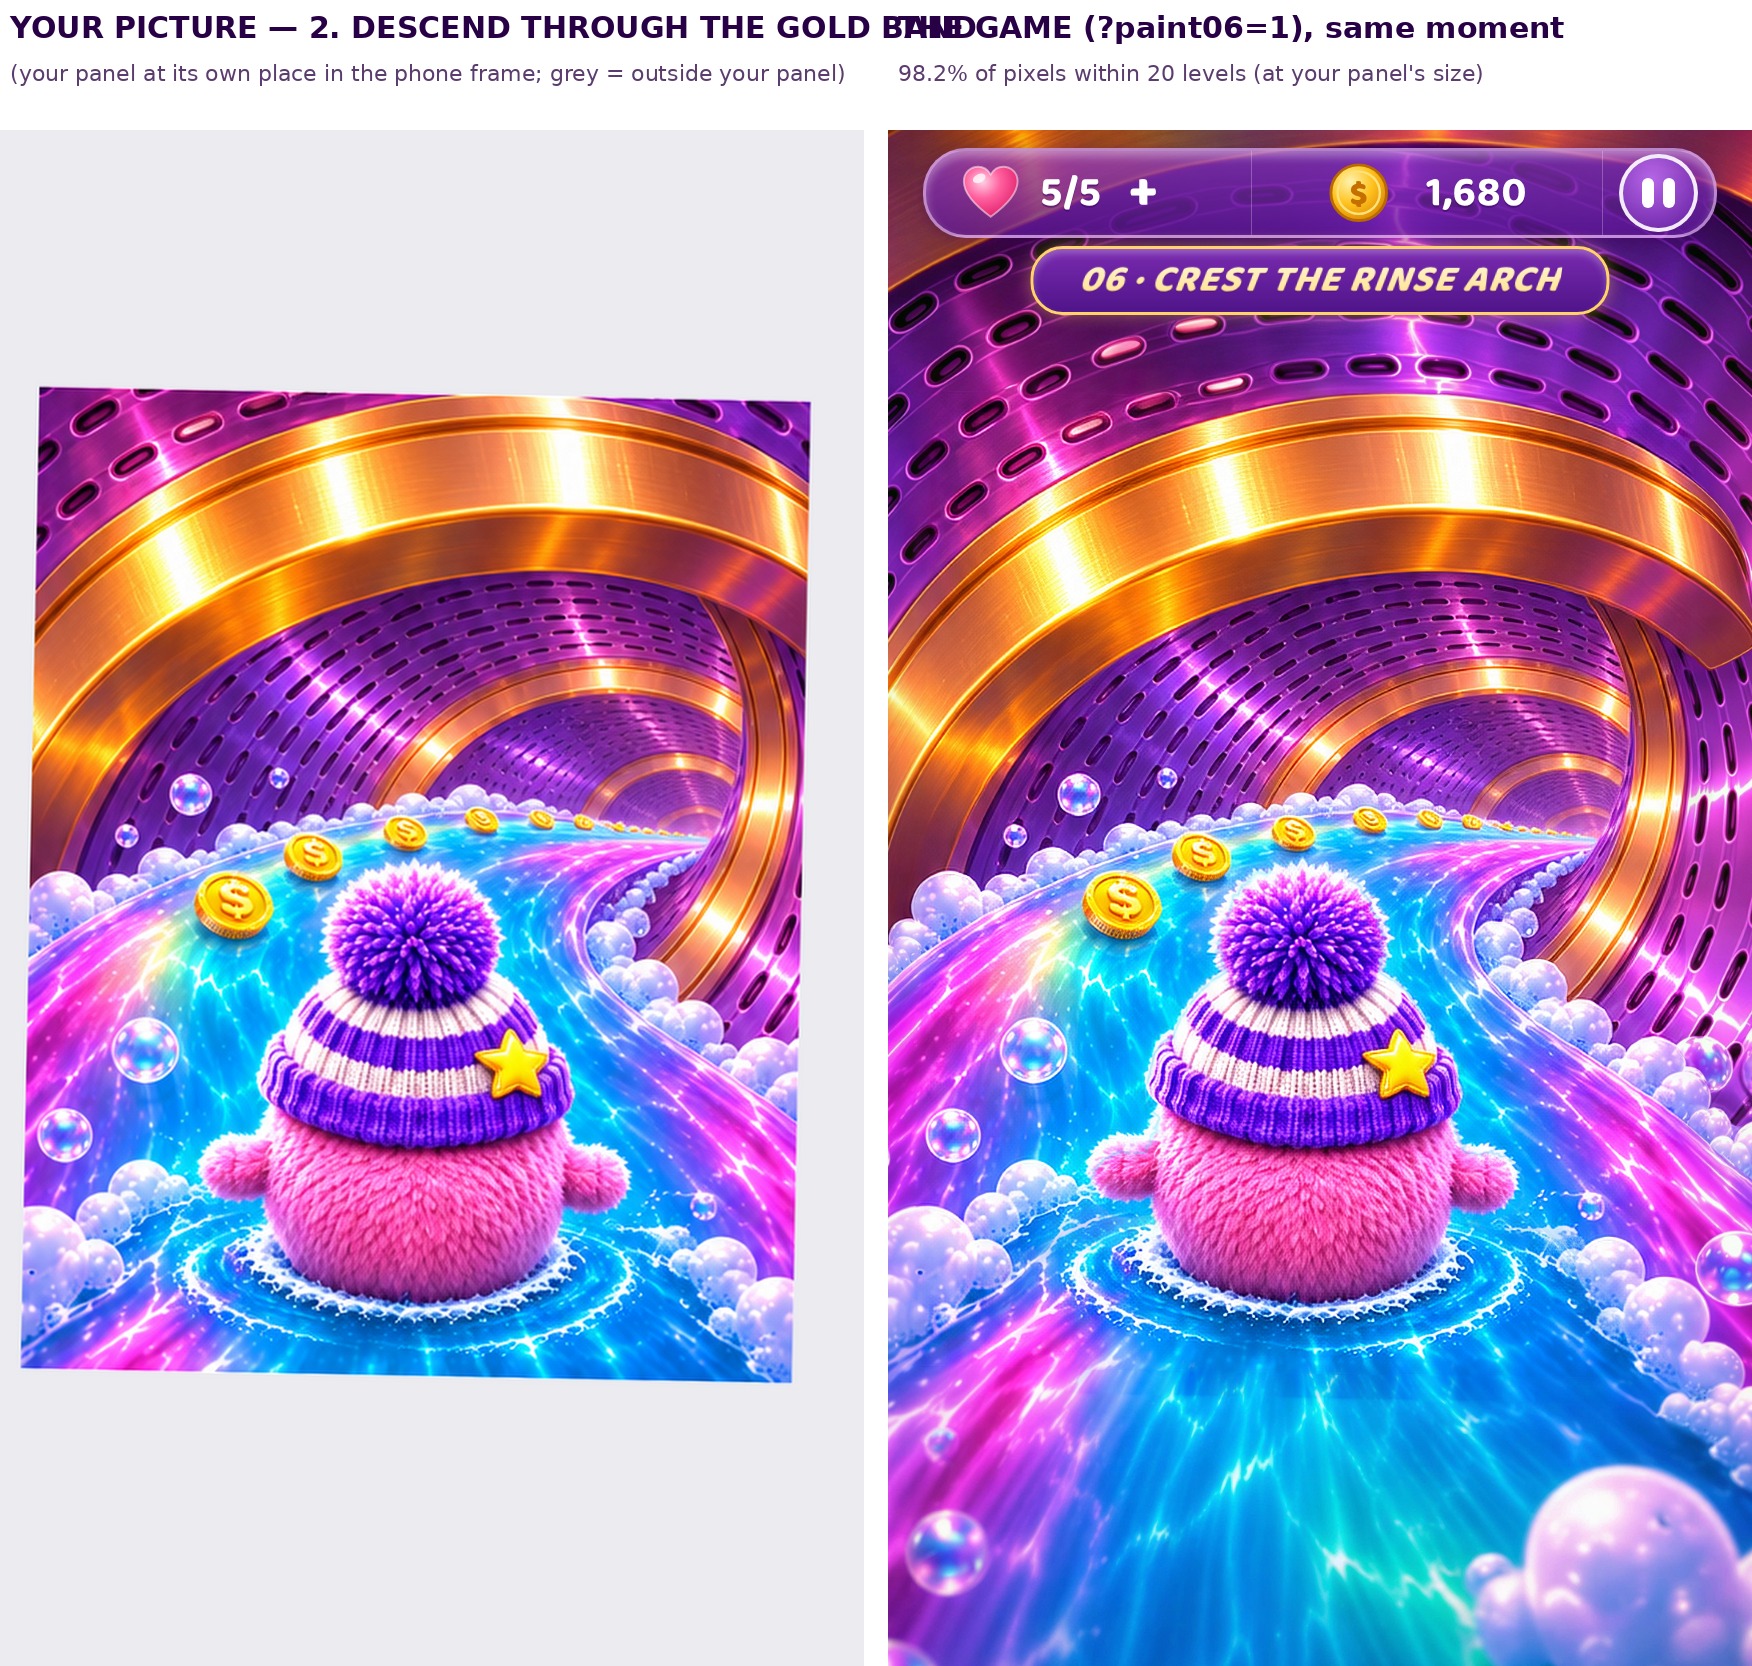 YOUR PICTURE — 2. DESCEND THROUGH THE GOLD BAND
THE GAME (?paint06=1), same moment
(your panel at its own place in the phone frame; grey = outside your panel)
98.2% of pixels within 20 levels (at your panel's size)
5/5 +
$ 1,680
06 · CREST THE RINSE ARCH